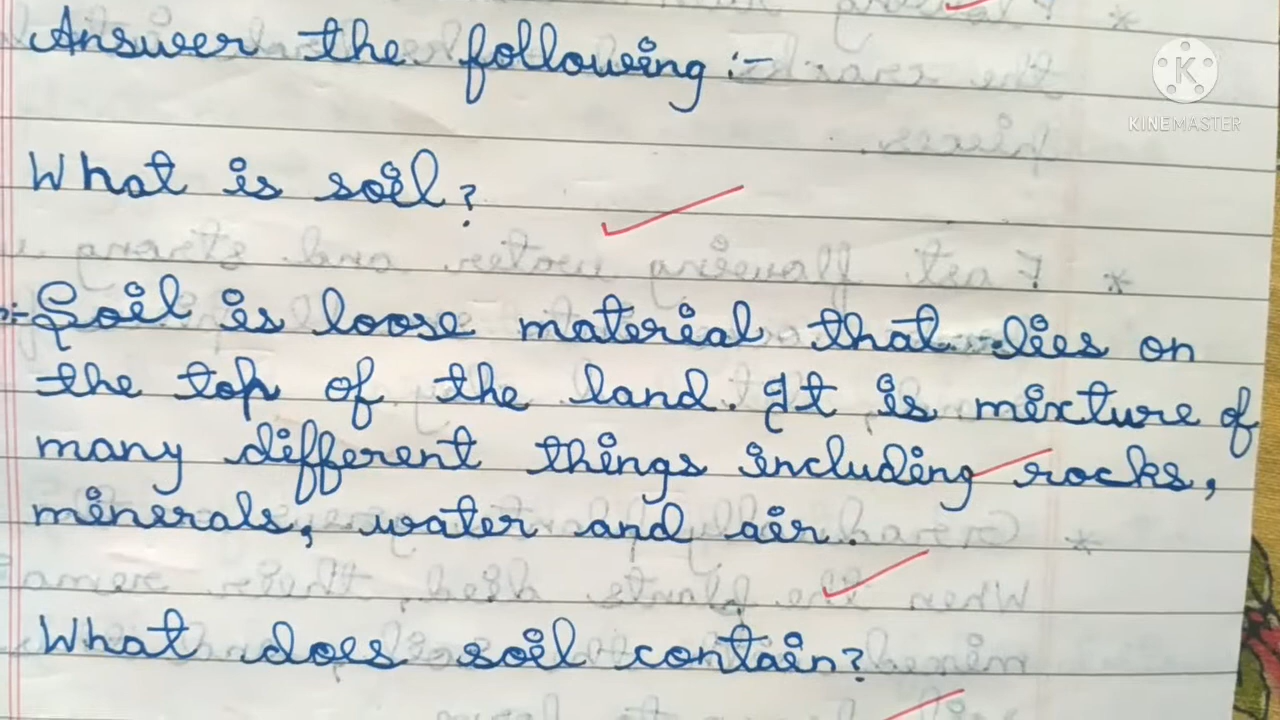 Answer the following :-
KINEMASTER
What is soil?
:- Soil is loose material that lies on
the top of the land. It is mixture of
many different things including rocks,
minerals, water and air.
What does soil contain?